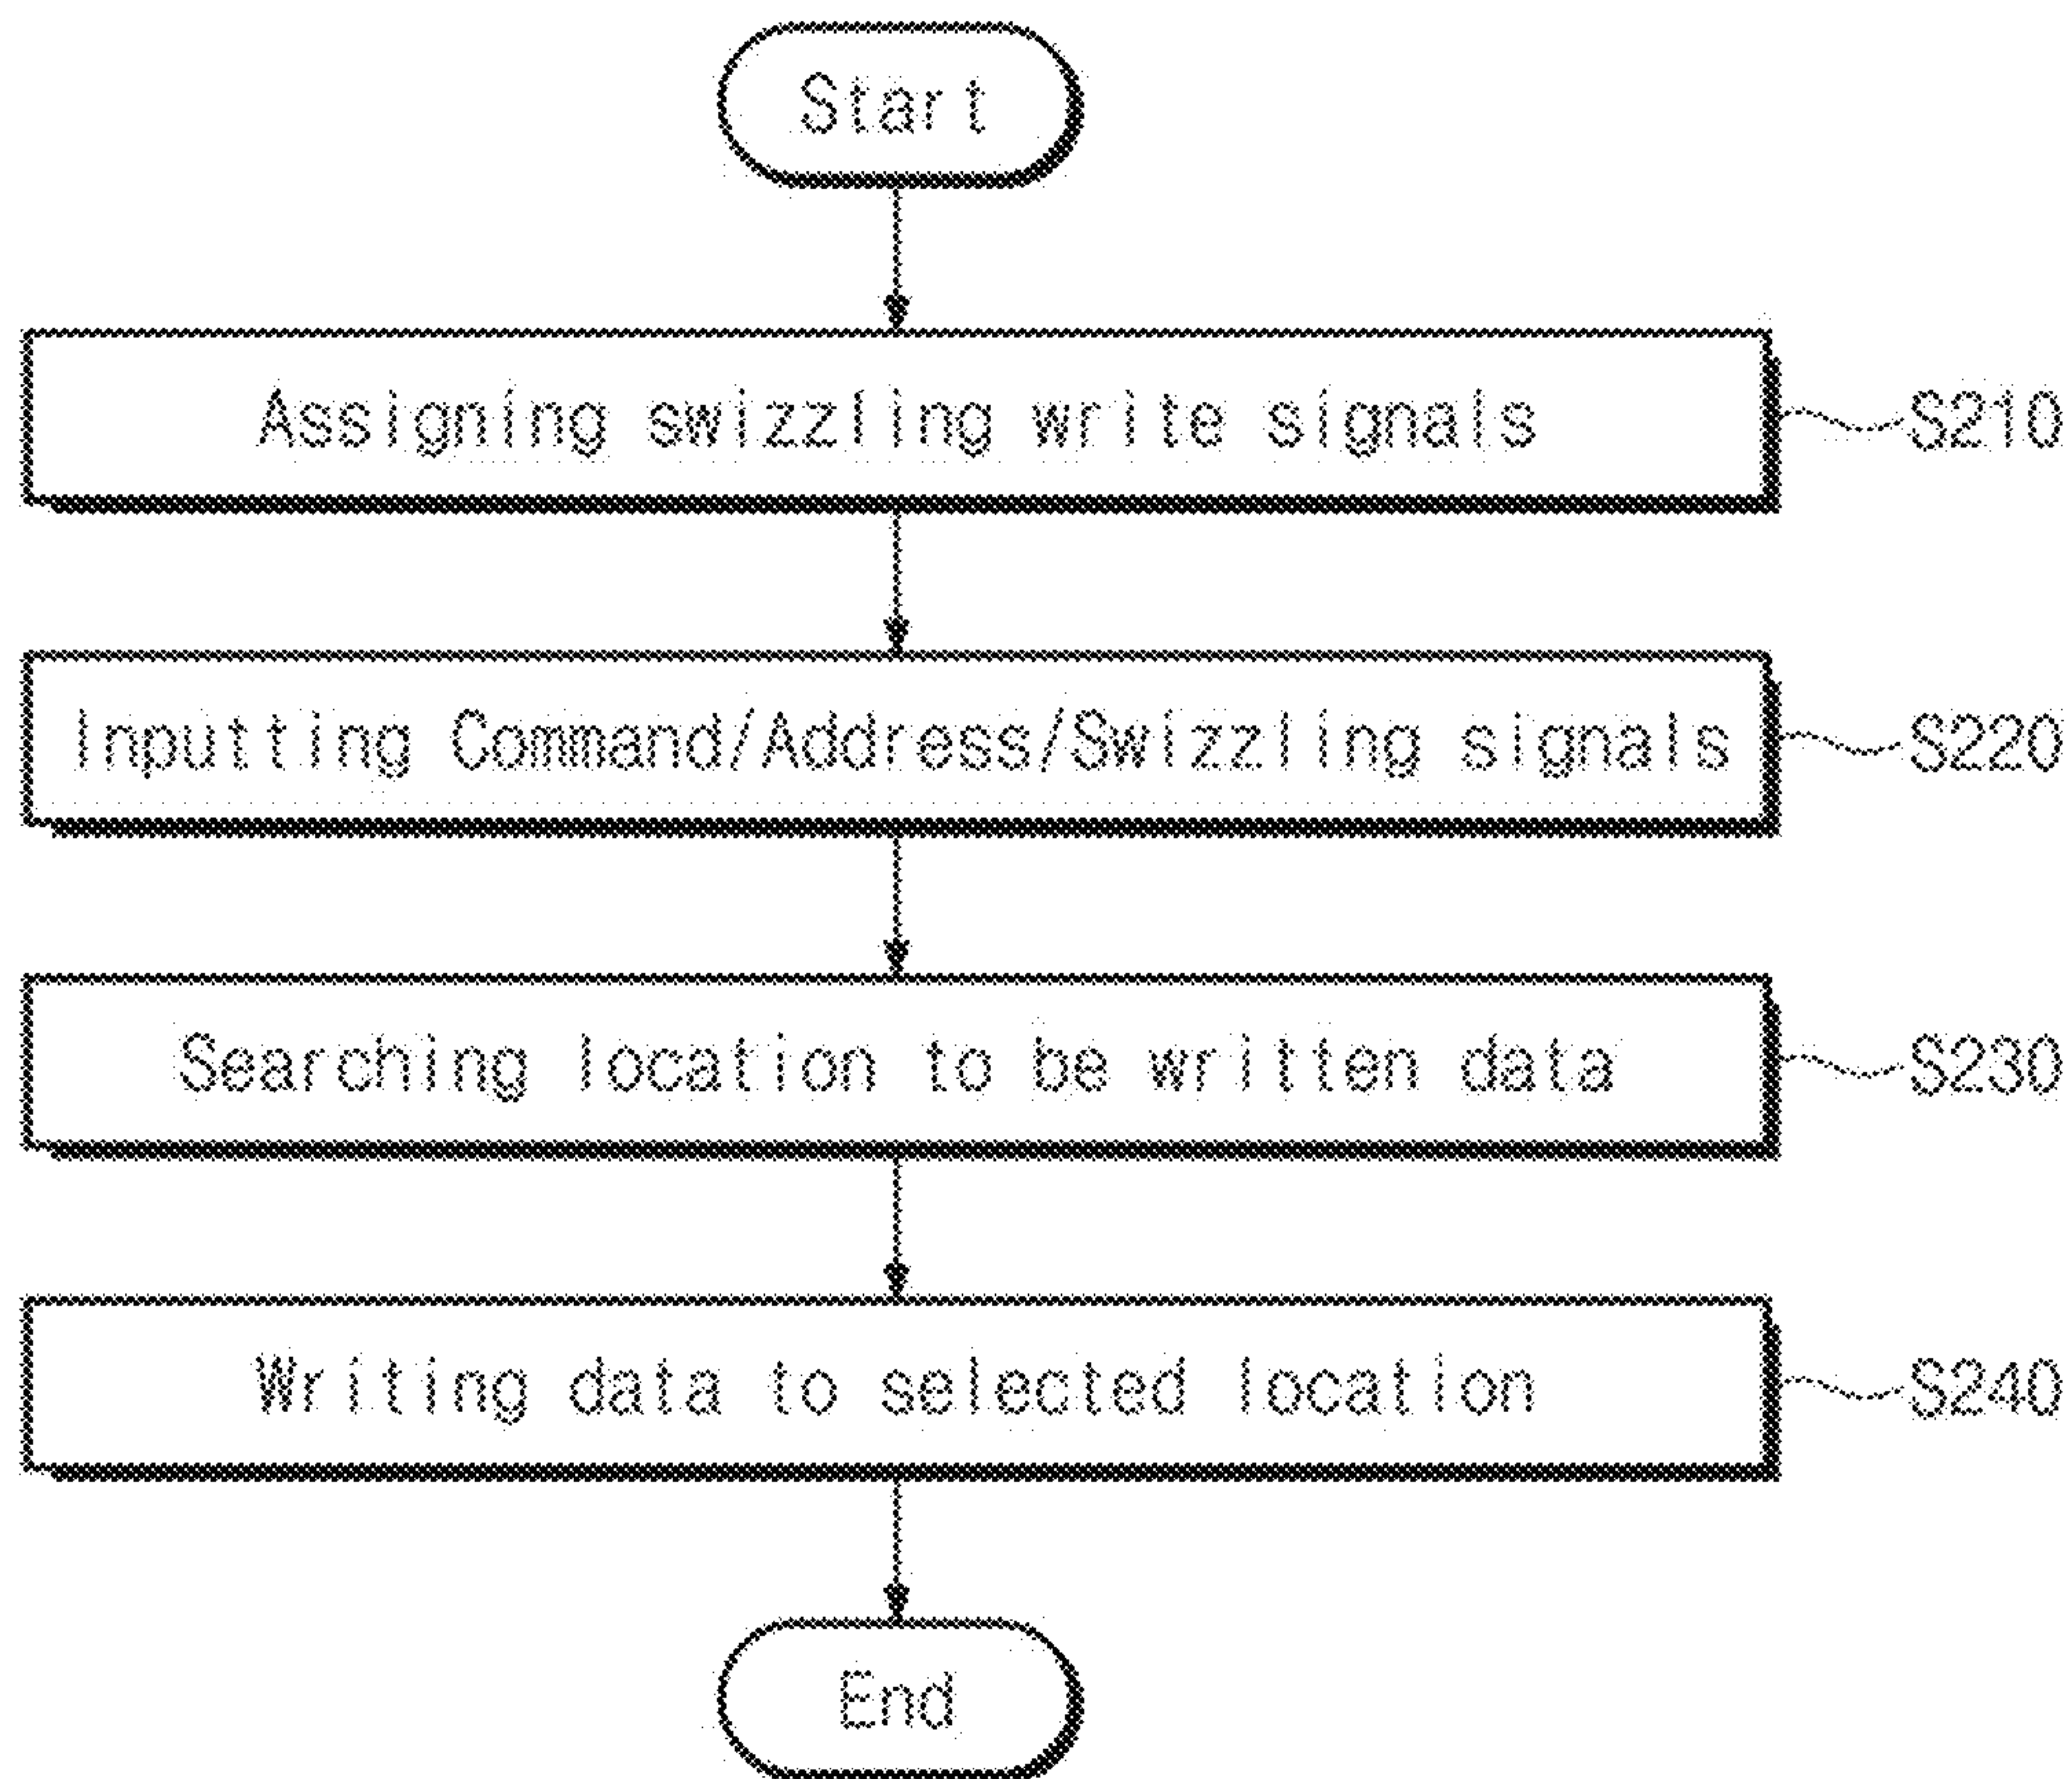 Start
Assigning swizzling write signals
S210
Inputting Command/Address/Swizzling signals
S220
Searching location to be written data
S230
Writing data to selected location
S240
End